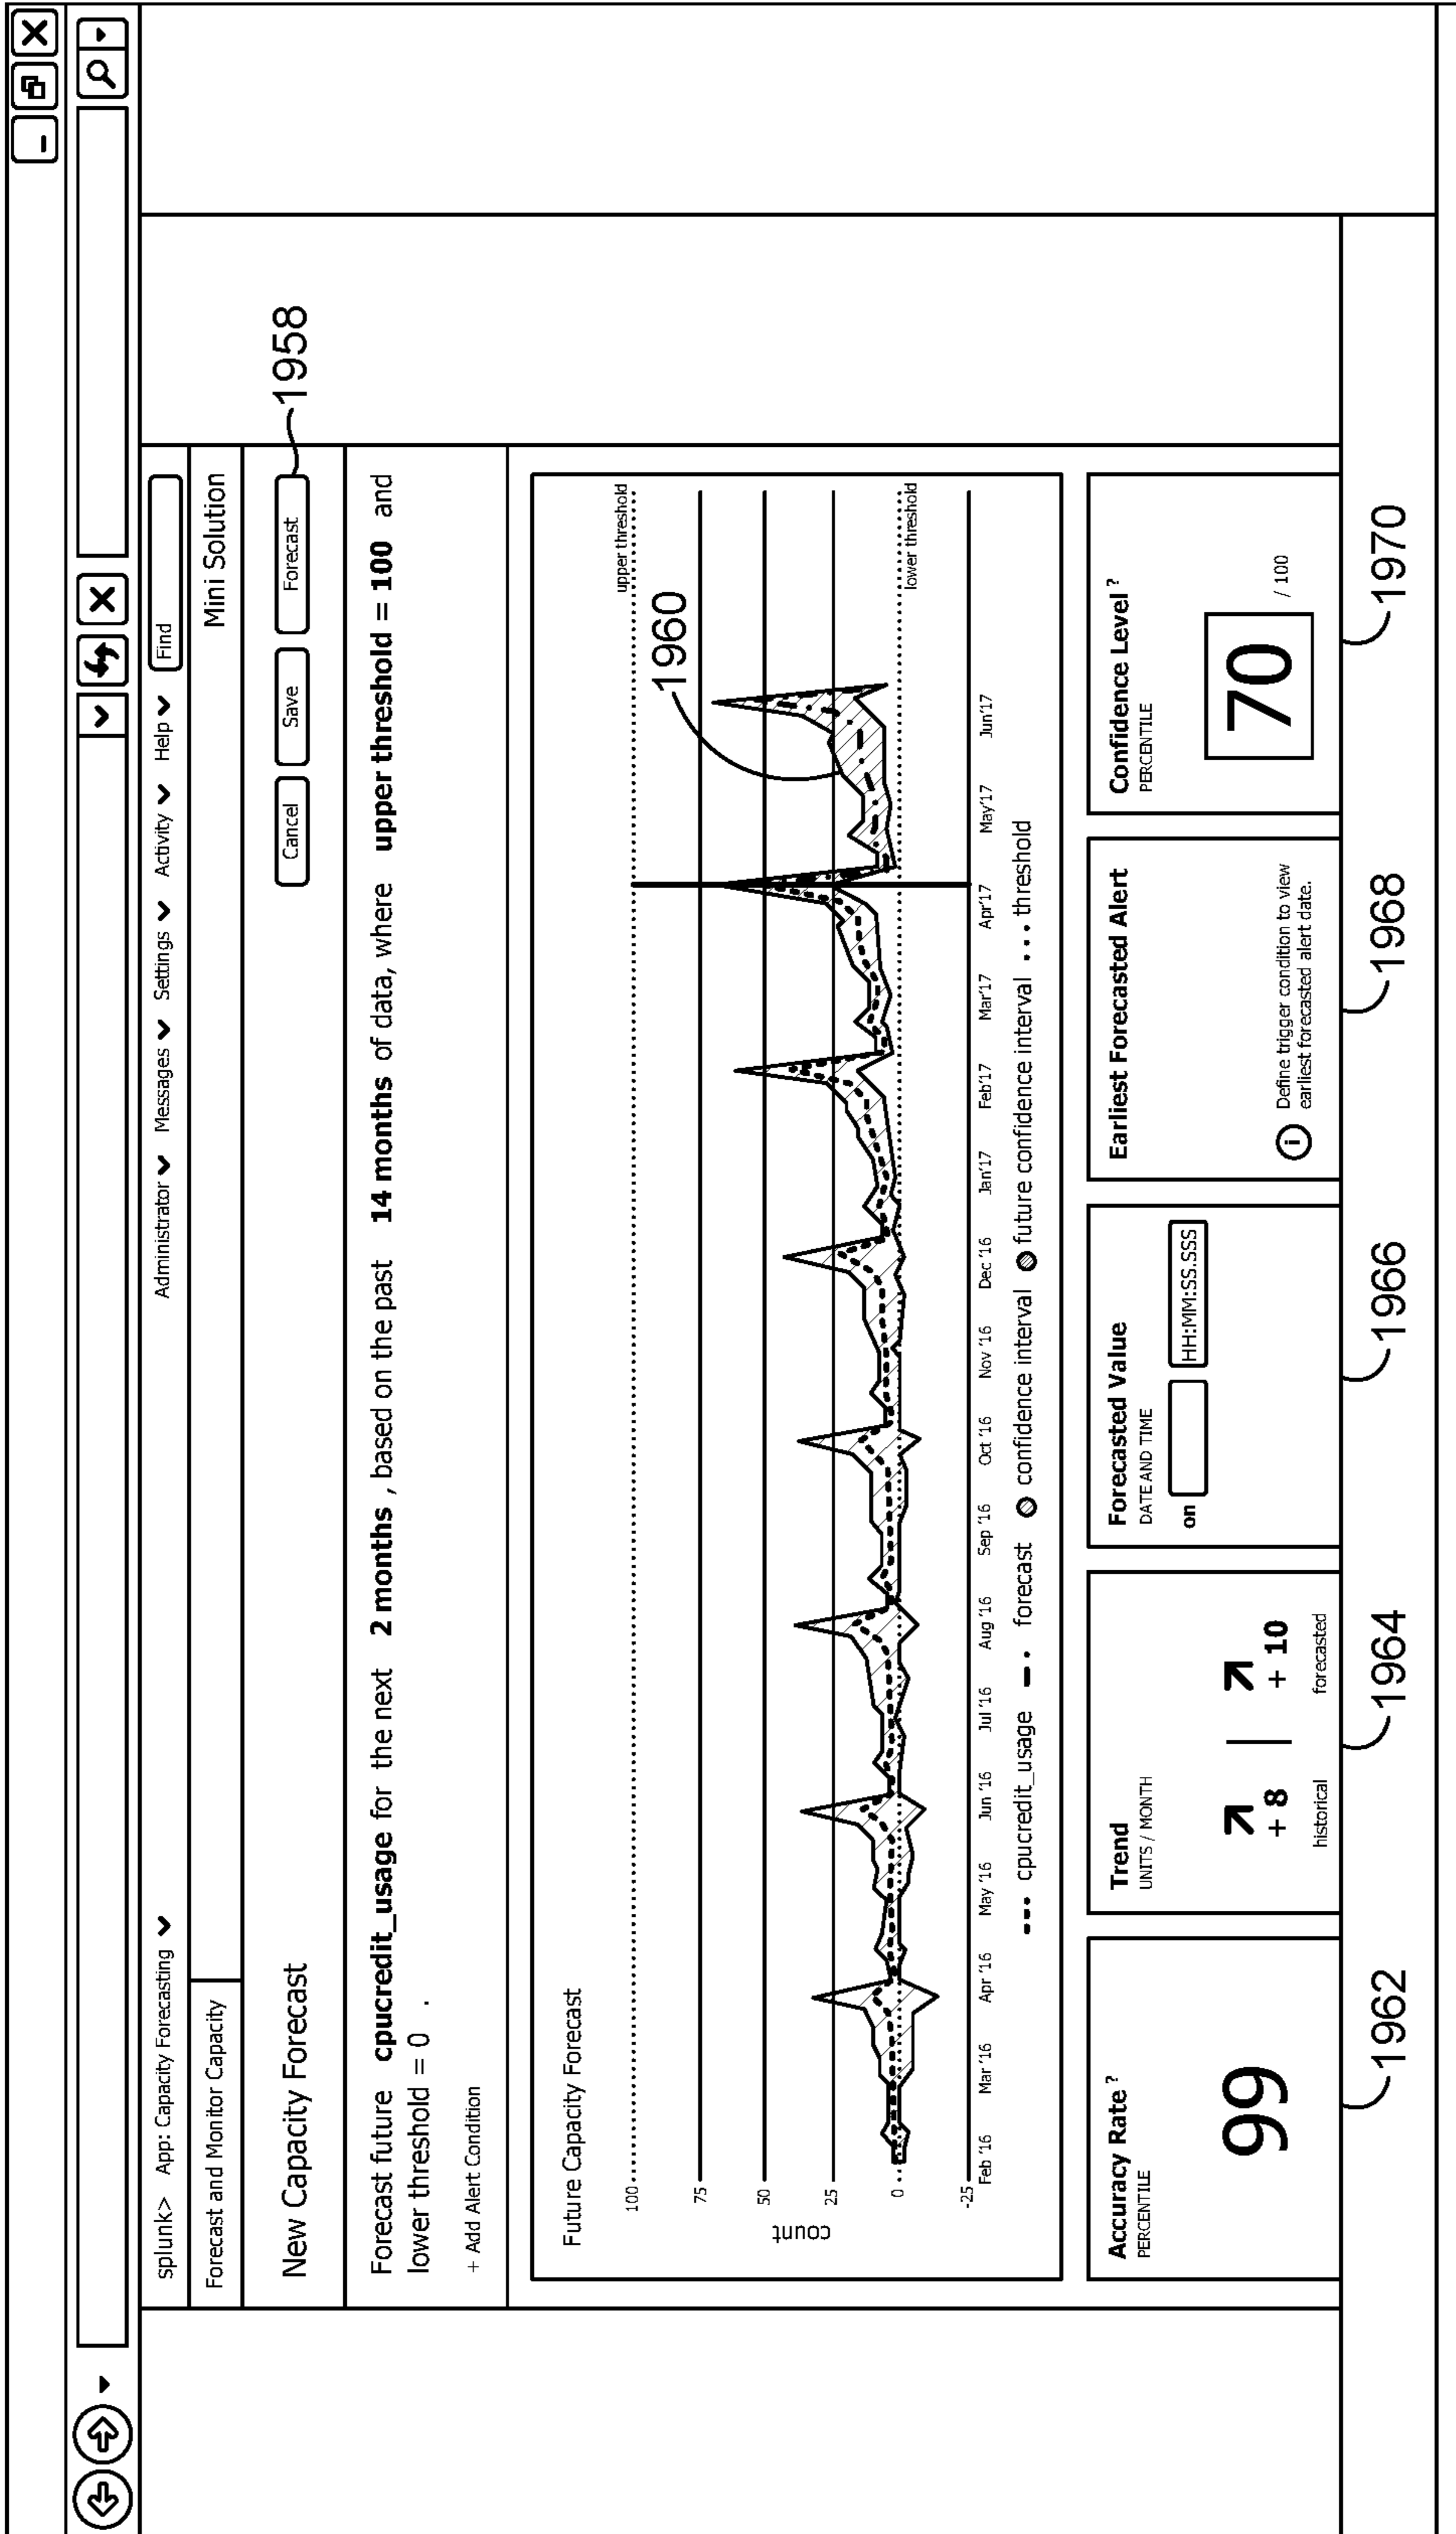 splunk> App: Capacity Forecasting Administrator Messages Settings Activity Help Find
Forecast and Monitor Capacity Mini Solution
New Capacity Forecast Cancel Save Forecast 1958
Forecast future cpucredit_usage for the next 2 months , based on the past 14 months of data, where upper threshold = 100 and
lower threshold = 0 .
+ Add Alert Condition
Future Capacity Forecast
upper threshold
100
1960
75
50
25
0
lower threshold
-25
count
Feb '16 Mar '16 Apr '16 May '16 Jun '16 Jul '16 Aug '16 Sep '16 Oct '16 Nov '16 Dec '16 Jan'17 Feb'17 Mar'17 Apr'17 May'17 Jun'17
cpucredit_usage forecast confidence interval future confidence interval threshold
Accuracy Rate ?
PERCENTILE
99
1962
Trend
UNITS / MONTH
+ 8 | + 10
historical forecasted
1964
Forecasted Value
DATE AND TIME
on HH:MM:SS.SSS
1966
Earliest Forecasted Alert
i Define trigger condition to view
earliest forecasted alert date.
1968
Confidence Level ?
PERCENTILE
70 / 100
1970